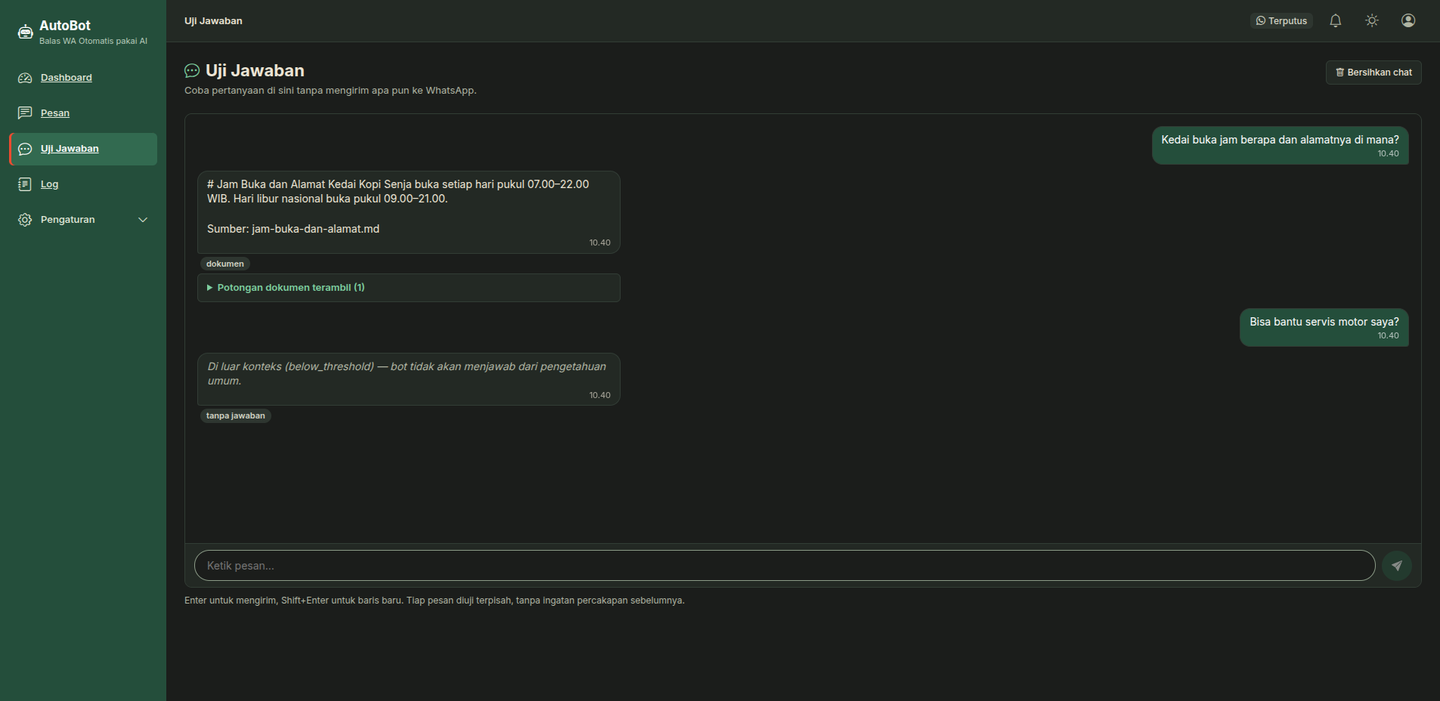 AutoBot
Balas WA Otomatis pakai AI
Dashboard
Pesan
Uji Jawaban
Log
Pengaturan
Uji Jawaban
Terputus
Uji Jawaban
Coba pertanyaan di sini tanpa mengirim apa pun ke WhatsApp.
Bersihkan chat
Kedai buka jam berapa dan alamatnya di mana?
10.40
# Jam Buka dan Alamat Kedai Kopi Senja buka setiap hari pukul 07.00–22.00
WIB. Hari libur nasional buka pukul 09.00–21.00.
Sumber: jam-buka-dan-alamat.md
10.40
dokumen
Potongan dokumen terambil (1)
Bisa bantu servis motor saya?
10.40
Di luar konteks (below_threshold) — bot tidak akan menjawab dari pengetahuan
umum.
10.40
tanpa jawaban
Ketik pesan...
Enter untuk mengirim, Shift+Enter untuk baris baru. Tiap pesan diuji terpisah, tanpa ingatan percakapan sebelumnya.